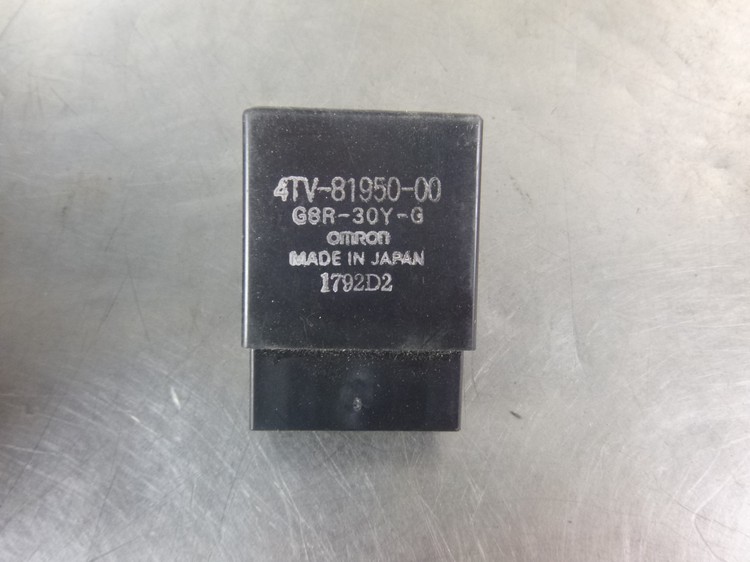 4TV-81950-00
G8R-30Y-G
omron
MADE IN JAPAN
1792D2